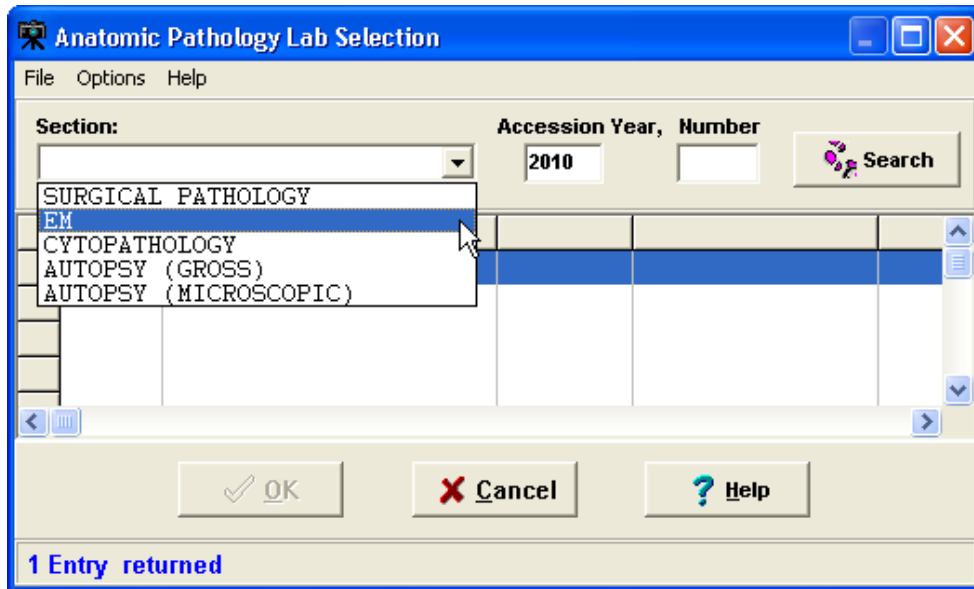 Anatomic Pathology Lab Selection
File Options Help
Section: Accession Year, Number
2010 Search
SURGICAL PATHOLOGY
EM
CYTOPATHOLOGY
AUTOPSY (GROSS)
AUTOPSY (MICROSCOPIC)
OK Cancel Help
1 Entry returned